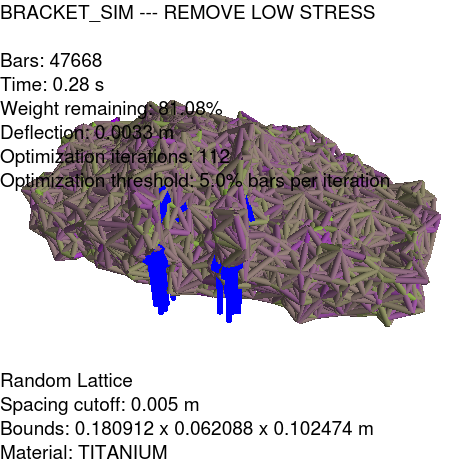 BRACKET_SIM --- REMOVE LOW STRESS
Bars: 47668
Time: 0.28 s
Weight remaining: 81.08%
Deflection: 0.0033 m
Optimization iterations: 112
Optimization threshold: 5.0% bars per iteration
Random Lattice
Spacing cutoff: 0.005 m
Bounds: 0.180912 x 0.062088 x 0.102474 m
Material: TITANIUM